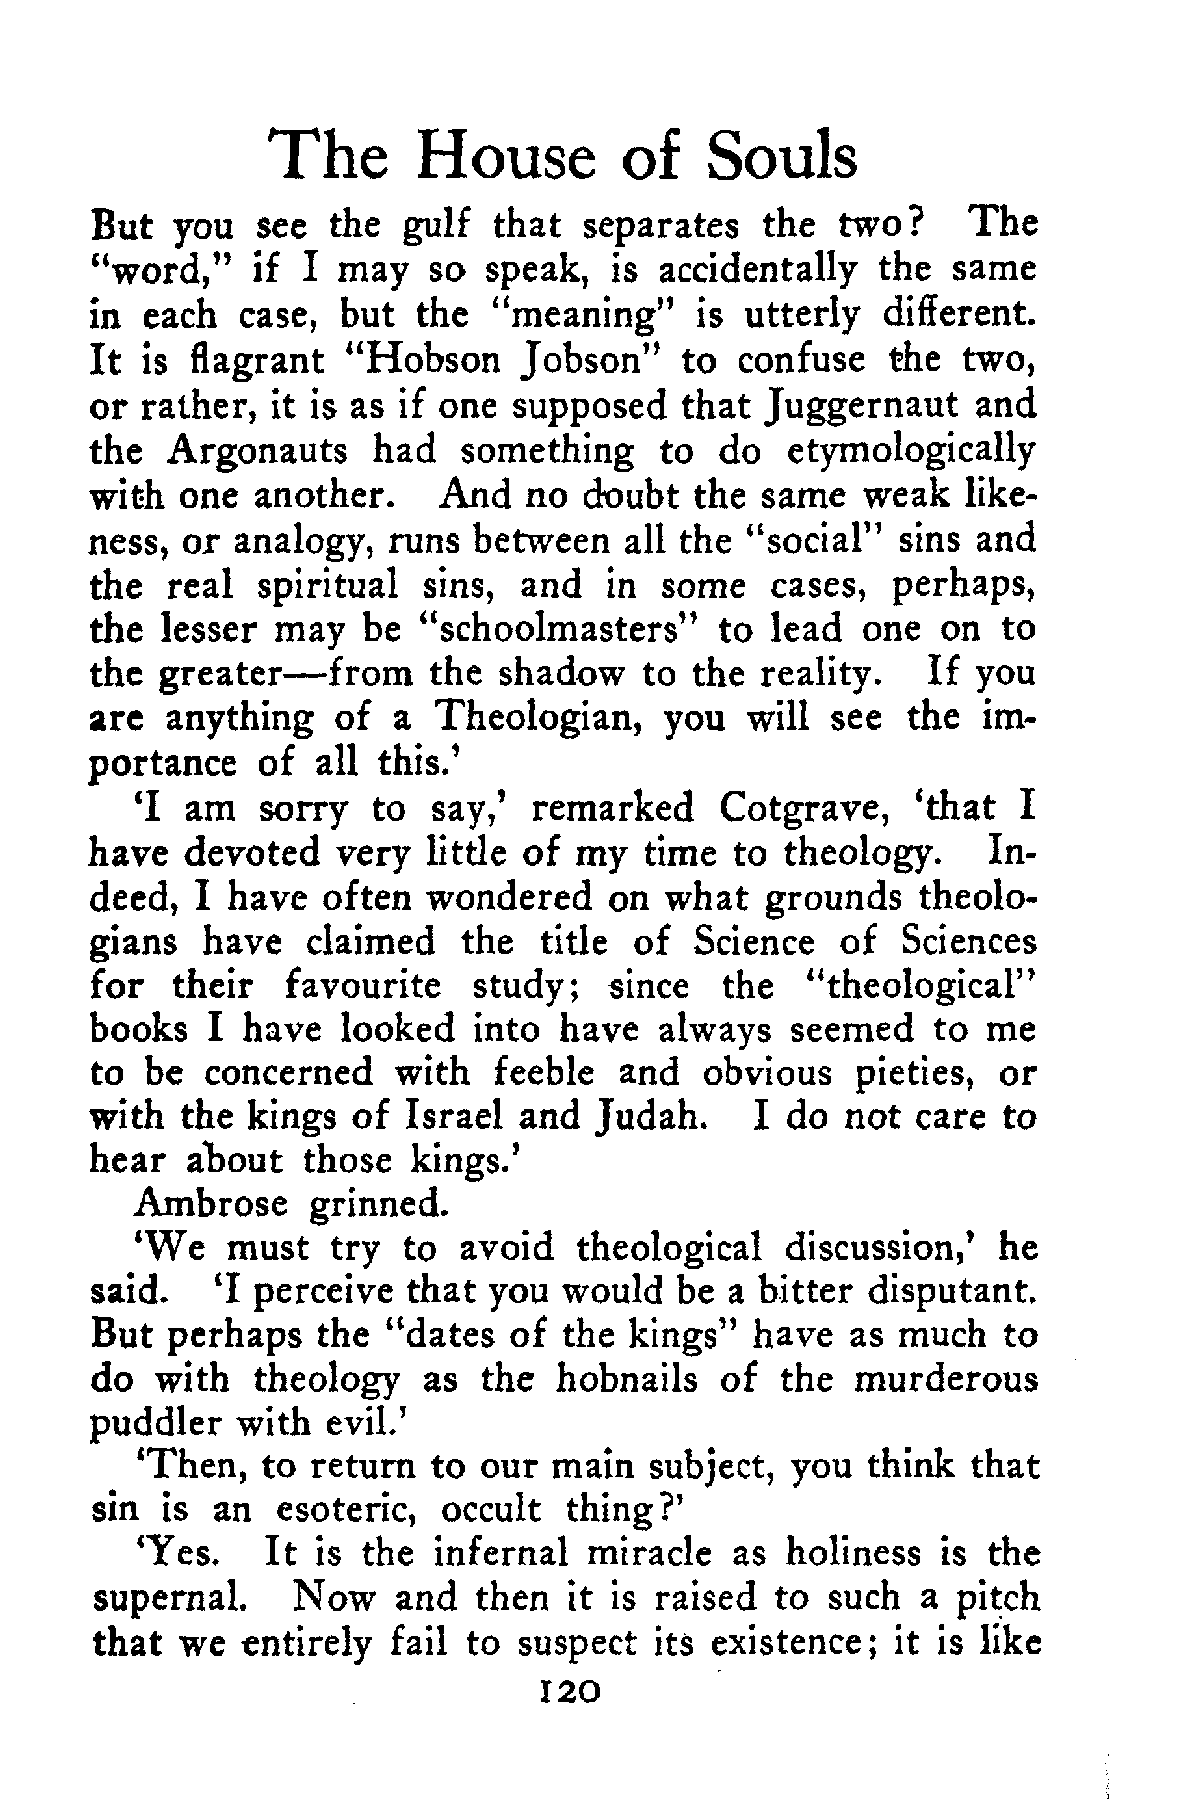 The House of Souls
But you see the gulf that separates the two? The
“word,” if I may so speak, is accidentally the same
in each case, but the “meaning” is utterly different.
It is flagrant “Hobson Jobson” to confuse the two,
or rather, it is as if one supposed that Juggernaut and
the Argonauts had something to do etymologically
with one another. And no doubt the same weak like-
ness, or analogy, runs between all the “social” sins and
the real spiritual sins, and in some cases, perhaps,
the lesser may be “schoolmasters” to lead one on to
the greater—from the shadow to the reality. If you
are anything of a Theologian, you will see the im-
portance of all this.’
‘I am sorry to say,’ remarked Cotgrave, ‘that I
have devoted very little of my time to theology. In-
deed, I have often wondered on what grounds theolo-
gians have claimed the title of Science of Sciences
for their favourite study; since the “theological”
books I have looked into have always seemed to me
to be concerned with feeble and obvious pieties, or
with the kings of Israel and Judah. I do not care to
hear about those kings.’
Ambrose grinned.
‘We must try to avoid theological discussion,’ he
said. ‘I perceive that you would be a bitter disputant.
But perhaps the “dates of the kings” have as much to
do with theology as the hobnails of the murderous
puddler with evil.’
‘Then, to return to our main subject, you think that
sin is an esoteric, occult thing?’
‘Yes. It is the infernal miracle as holiness is the
supernal. Now and then it is raised to such a pitch
that we entirely fail to suspect its existence; it is like
120